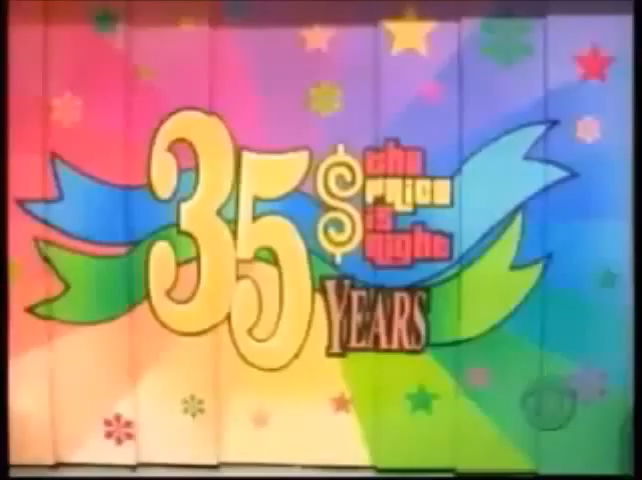 35
$
the
Price
is
Right
YEARS